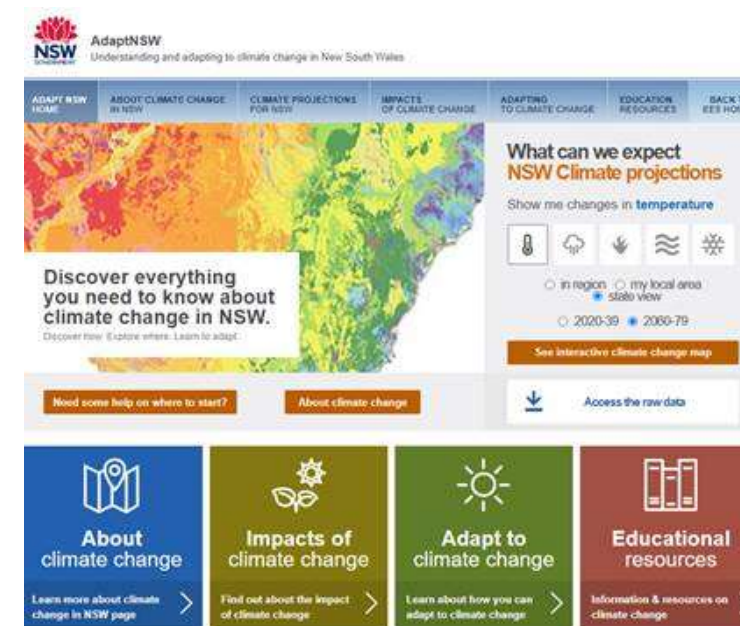 NSW
GOVERNMENT
AdaptNSW
Understanding and adapting to climate change in New South Wales
ADAPT NSW
HOME
ABOUT CLIMATE CHANGE
IN NSW
CLIMATE PROJECTIONS
FOR NSW
IMPACTS
OF CLIMATE CHANGE
ADAPTING
TO CLIMATE CHANGE
EDUCATION
RESOURCES
BACK
EES
Discover everything
you need to know about
climate change in NSW.
Discover how. Explore where. Learn to adapt.
Need some help on where to start?
About climate change
What can we expect
NSW Climate projections
Show me changes in temperature
in region my local area
state view
2020-39 2060-79
See interactive climate change map
Access the raw data
About
climate change
Learn more about climate
change in NSW page
Impacts of
climate change
Find out about the impact
of climate change
Adapt to
climate change
Learn about how you can
adapt to climate change
Educational
resources
Information & resources on
climate change